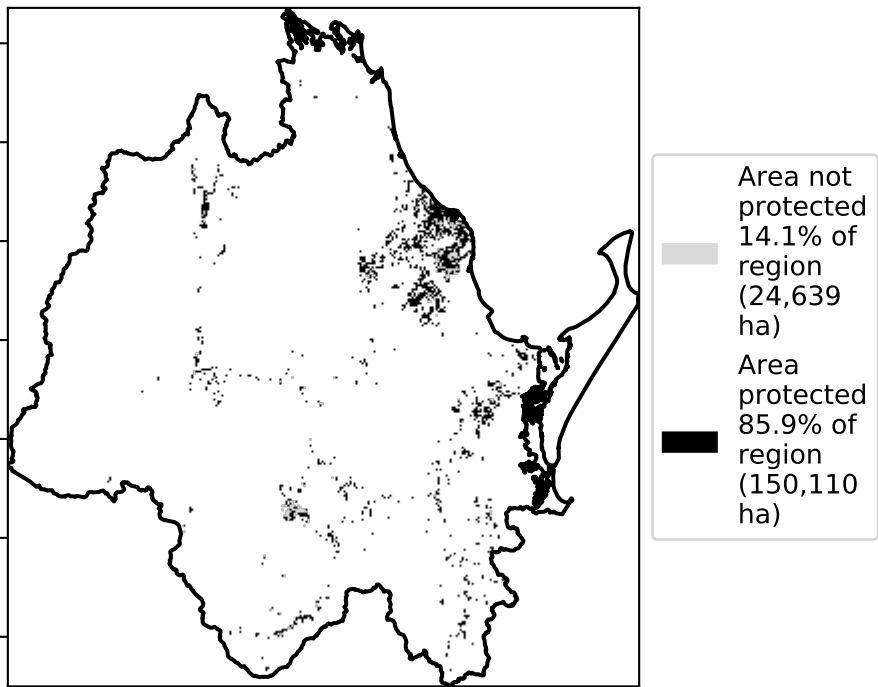 Area not
protected
14.1% of
region
(24,639
ha)
Area
protected
85.9% of
region
(150,110
ha)